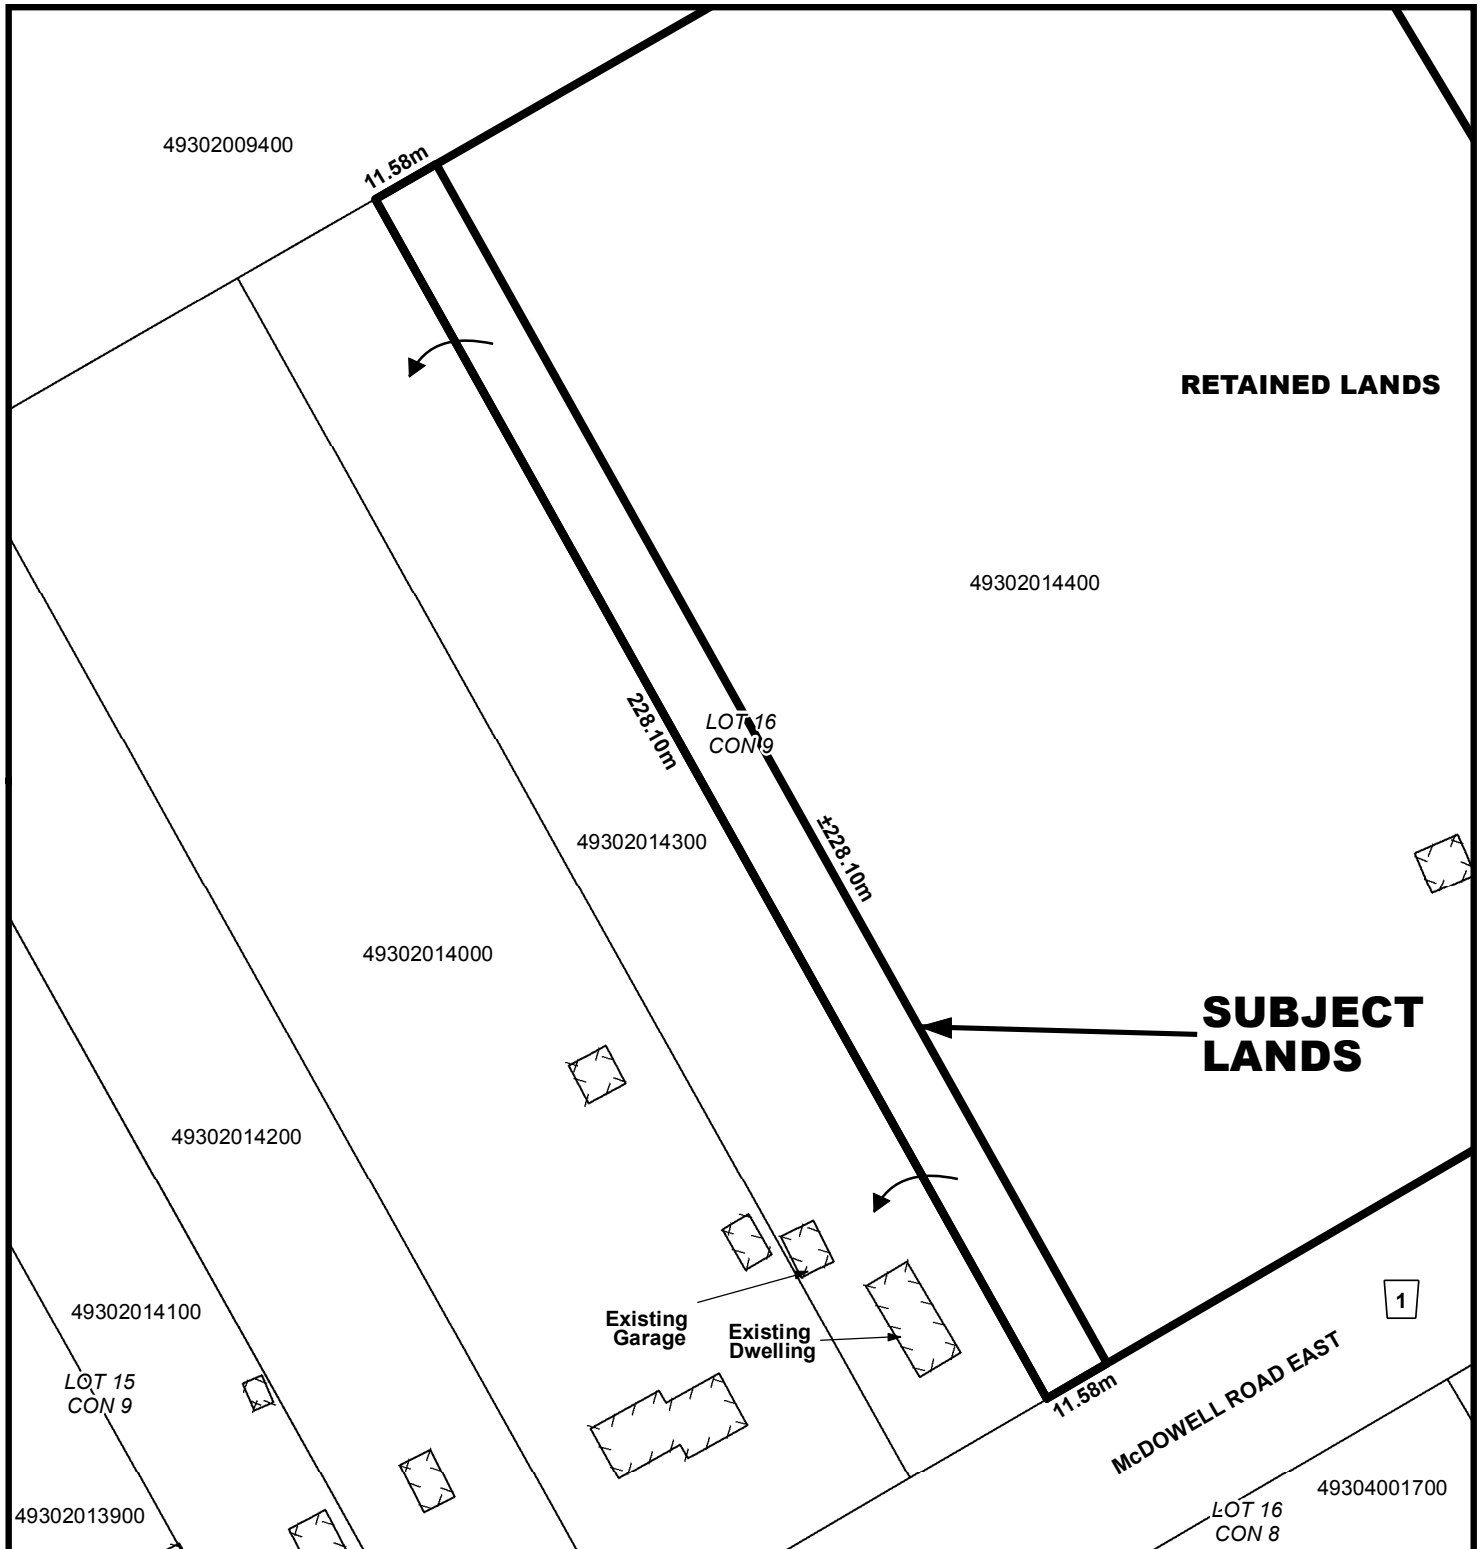 49302009400
11.58m
RETAINED LANDS
49302014400
228.10m
LOT 16
CON 9
±228.10m
49302014300
49302014000
SUBJECT
LANDS
49302014200
49302014100
Existing
Garage
Existing
Dwelling
1
LOT 15
CON 9
11.58m
McDOWELL ROAD EAST
49302013900
49304001700
LOT 16
CON 8